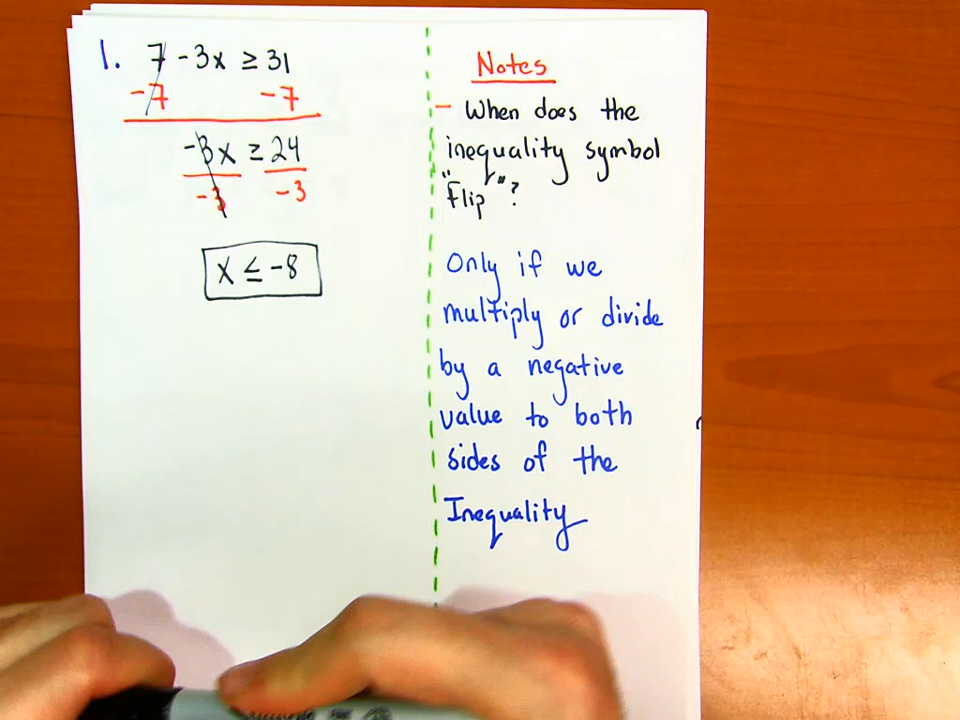 1. 7 - 3x ≥ 31
-7 -7
-3x ≥ 24
-3 -3
x ≤ -8
Notes
- When does the
inequality symbol
"flip"?
Only if we
multiply or divide
by a negative
value to both
sides of the
Inequality